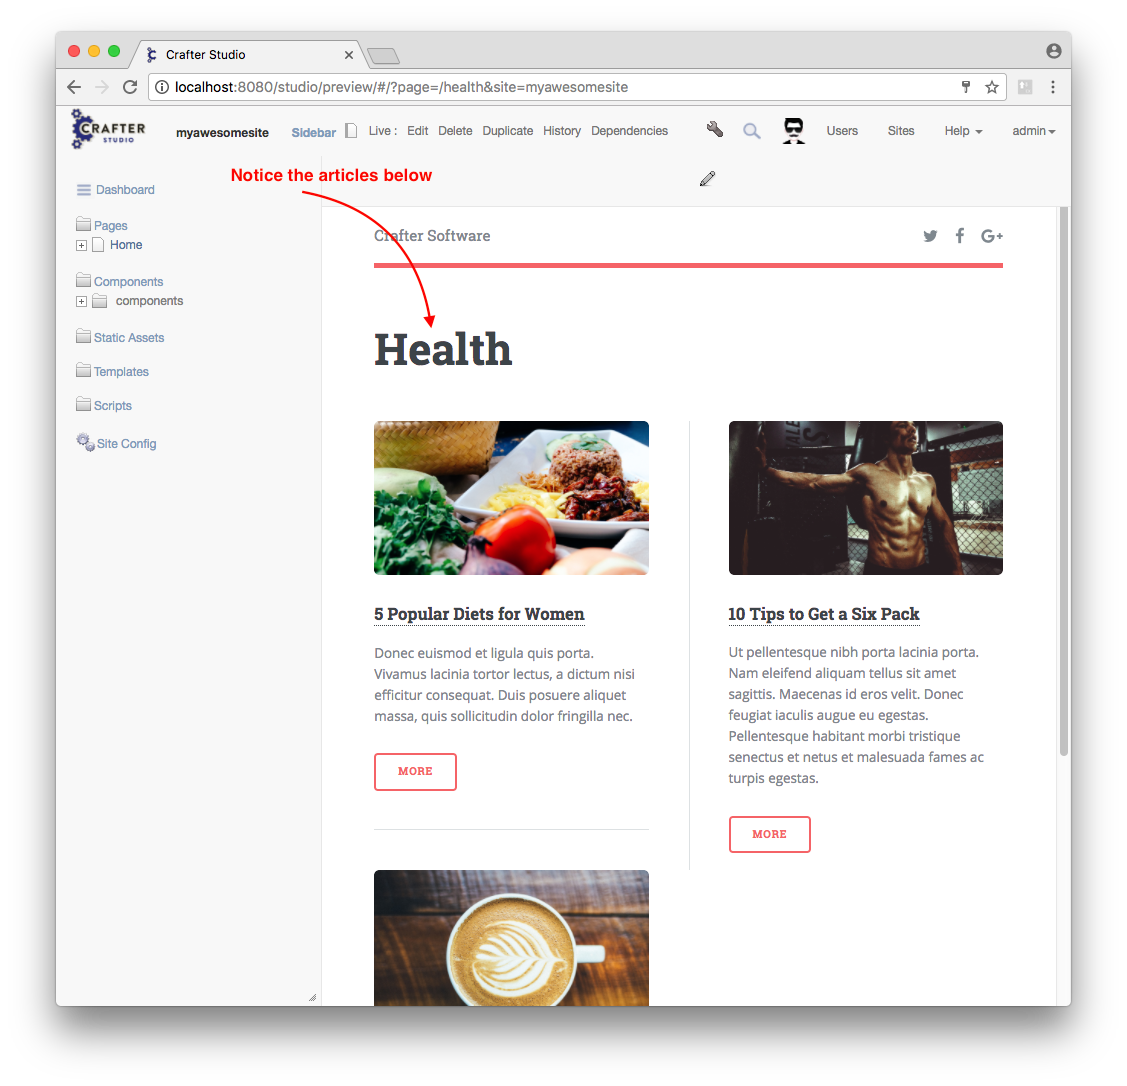 Crafter Studio
localhost:8080/studio/preview/#/?page=/health&site=myawesomesite
CRAFTER
STUDIO
myawesomesite Sidebar Live : Edit Delete Duplicate History Dependencies Users Sites Help admin
Notice the articles below
Dashboard
Pages
Home
Components
components
Static Assets
Templates
Scripts
Site Config
Crafter Software
G+
Health
5 Popular Diets for Women
Donec euismod et ligula quis porta.
Vivamus lacinia tortor lectus, a dictum nisi
efficitur consequat. Duis posuere aliquet
massa, quis sollicitudin dolor fringilla nec.
MORE
10 Tips to Get a Six Pack
Ut pellentesque nibh porta lacinia porta.
Nam eleifend aliquam tellus sit amet
sagittis. Maecenas id eros velit. Donec
feugiat iaculis augue eu egestas.
Pellentesque habitant morbi tristique
senectus et netus et malesuada fames ac
turpis egestas.
MORE